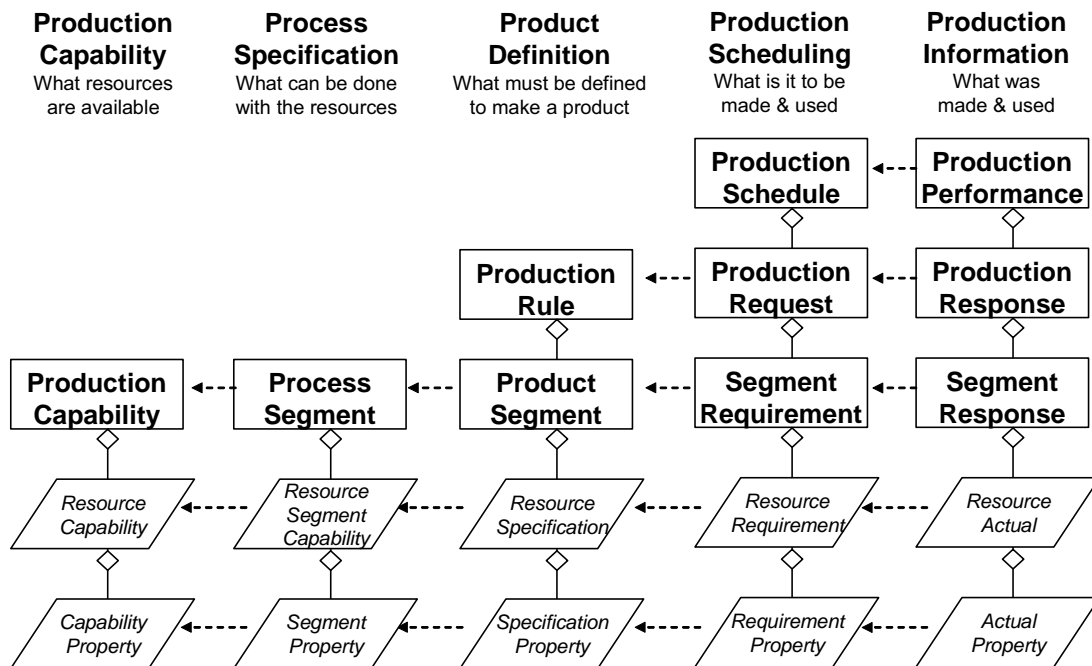 Production
Capability
What resources
are available
Process
Specification
What can be done
with the resources
Product
Definition
What must be defined
to make a product
Production
Scheduling
What is it to be
made & used
Production
Information
What was
made & used
Production
Schedule
Production
Performance
Production
Rule
Production
Request
Production
Response
Production
Capability
Process
Segment
Product
Segment
Segment
Requirement
Segment
Response
Resource
Capability
Resource
Segment
Capability
Resource
Specification
Resource
Requirement
Resource
Actual
Capability
Property
Segment
Property
Specification
Property
Requirement
Property
Actual
Property